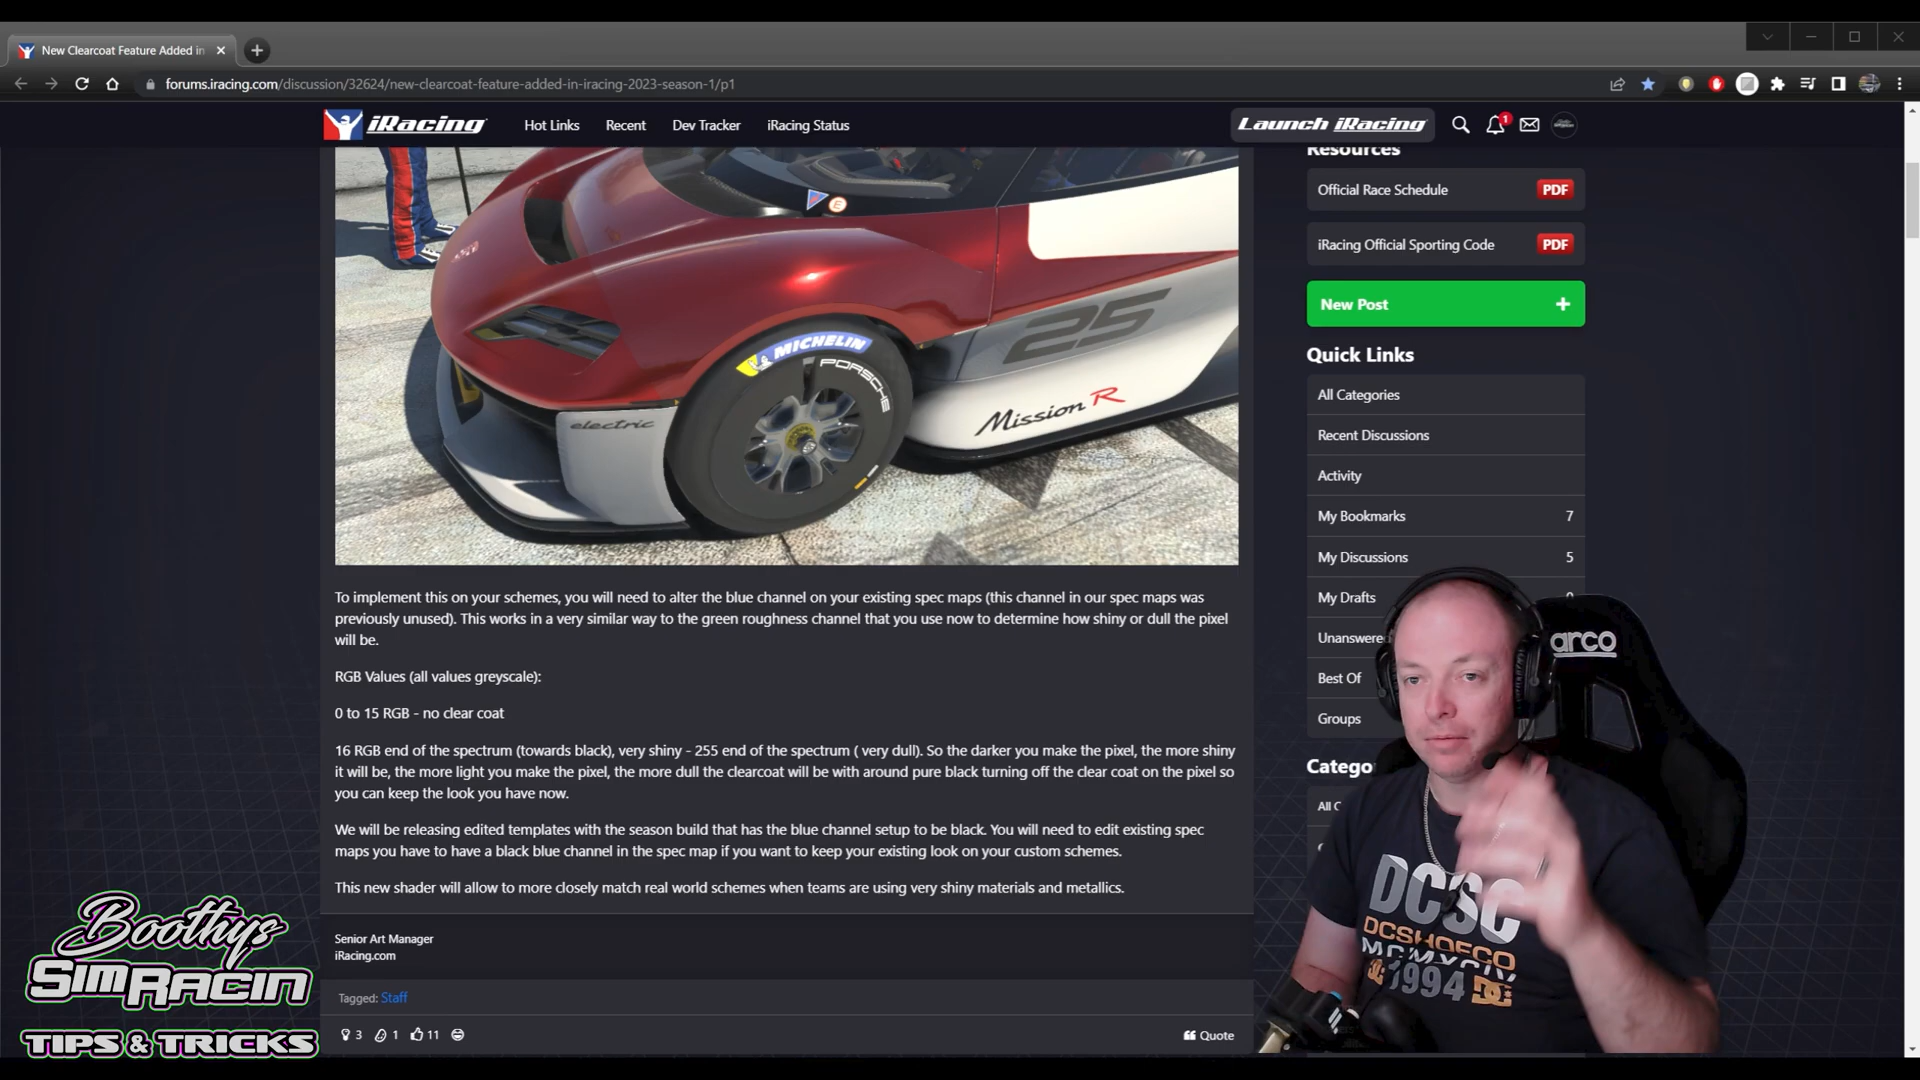 New Clearcoat Feature Added in
forums.iracing.com/discussion/32624/new-clearcoat-feature-added-in-iracing-2023-season-1/p1
iRacing
Hot Links
Recent
Dev Tracker
iRacing Status
Launch iRacing
1
Resources
Official Race Schedule PDF
iRacing Official Sporting Code PDF
New Post +
Quick Links
All Categories
Recent Discussions
Activity
My Bookmarks 7
My Discussions 5
My Drafts
Unanswere
Best Of
Groups
Catego
All C
E
MICHELIN
PORSCHE
25
Mission R
electric
To implement this on your schemes, you will need to alter the blue channel on your existing spec maps (this channel in our spec maps was
previously unused). This works in a very similar way to the green roughness channel that you use now to determine how shiny or dull the pixel
will be.
RGB Values (all values greyscale):
0 to 15 RGB - no clear coat
16 RGB end of the spectrum (towards black), very shiny - 255 end of the spectrum ( very dull). So the darker you make the pixel, the more shiny
it will be, the more light you make the pixel, the more dull the clearcoat will be with around pure black turning off the clear coat on the pixel so
you can keep the look you have now.
We will be releasing edited templates with the season build that has the blue channel setup to be black. You will need to edit existing spec
maps you have to have a black blue channel in the spec map if you want to keep your existing look on your custom schemes.
This new shader will allow to more closely match real world schemes when teams are using very shiny materials and metallics.
Senior Art Manager
iRacing.com
Tagged: Staff
3 1 11
Quote
Boothys
SIMRACIN
TIPS & TRICKS
arco
DCSC
DCSHOECO
MCMXCIV
1994